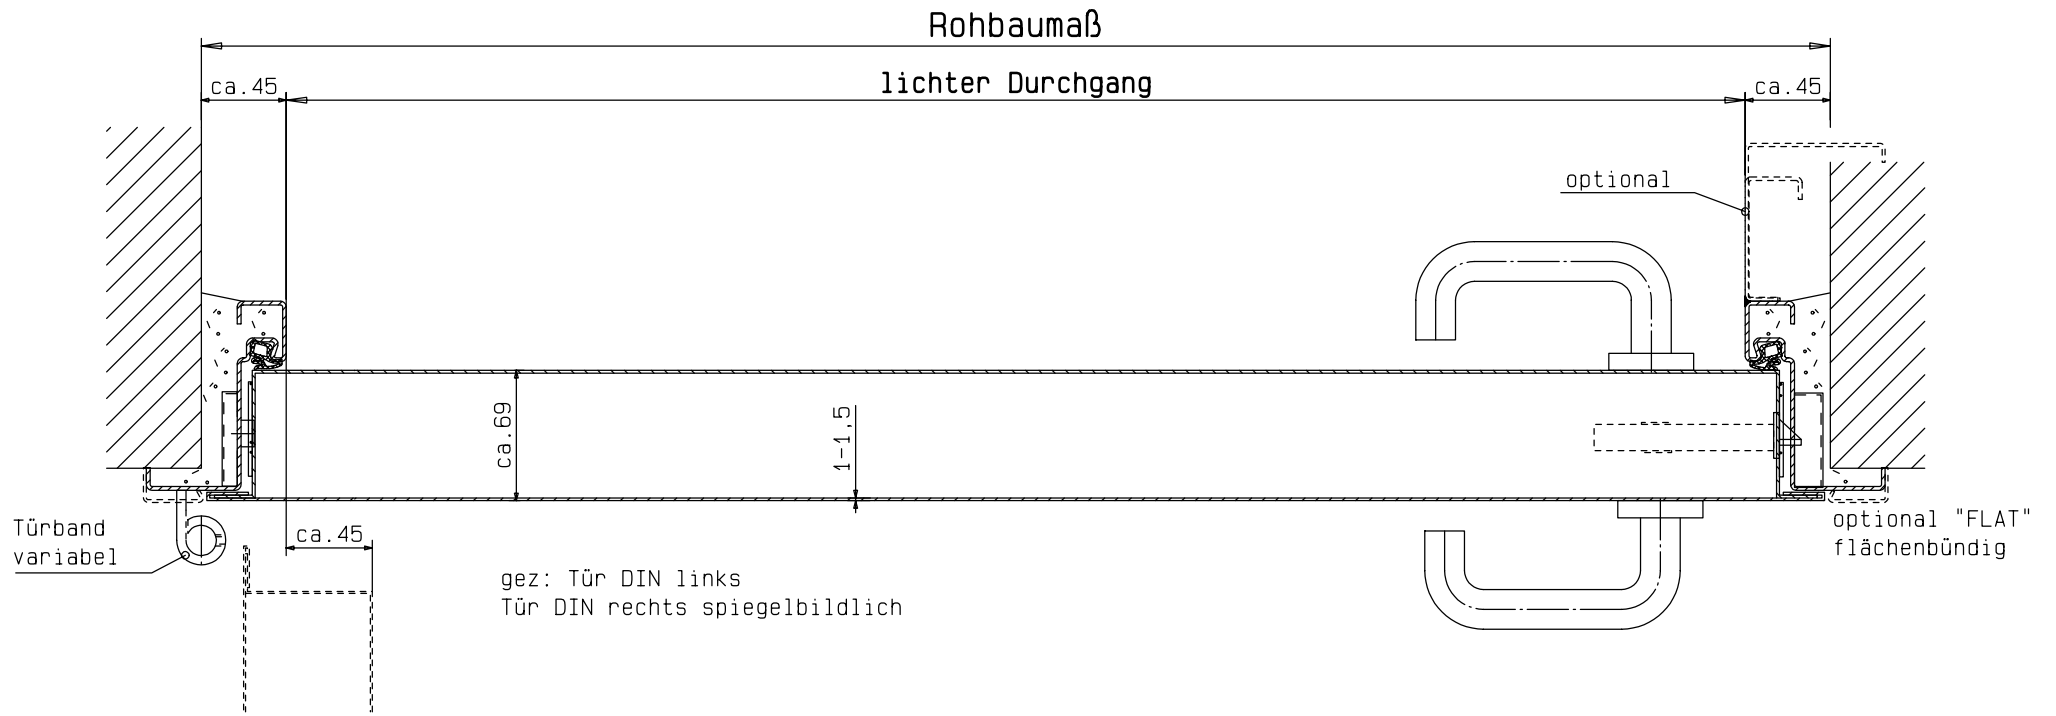 Rohbaumaß
ca.45
lichter Durchgang
ca.45
optional
ca.69
1-1,5
Türband
variabel
ca.45
optional "FLAT"
flächenbündig
gez: Tür DIN links
Tür DIN rechts spiegelbildlich